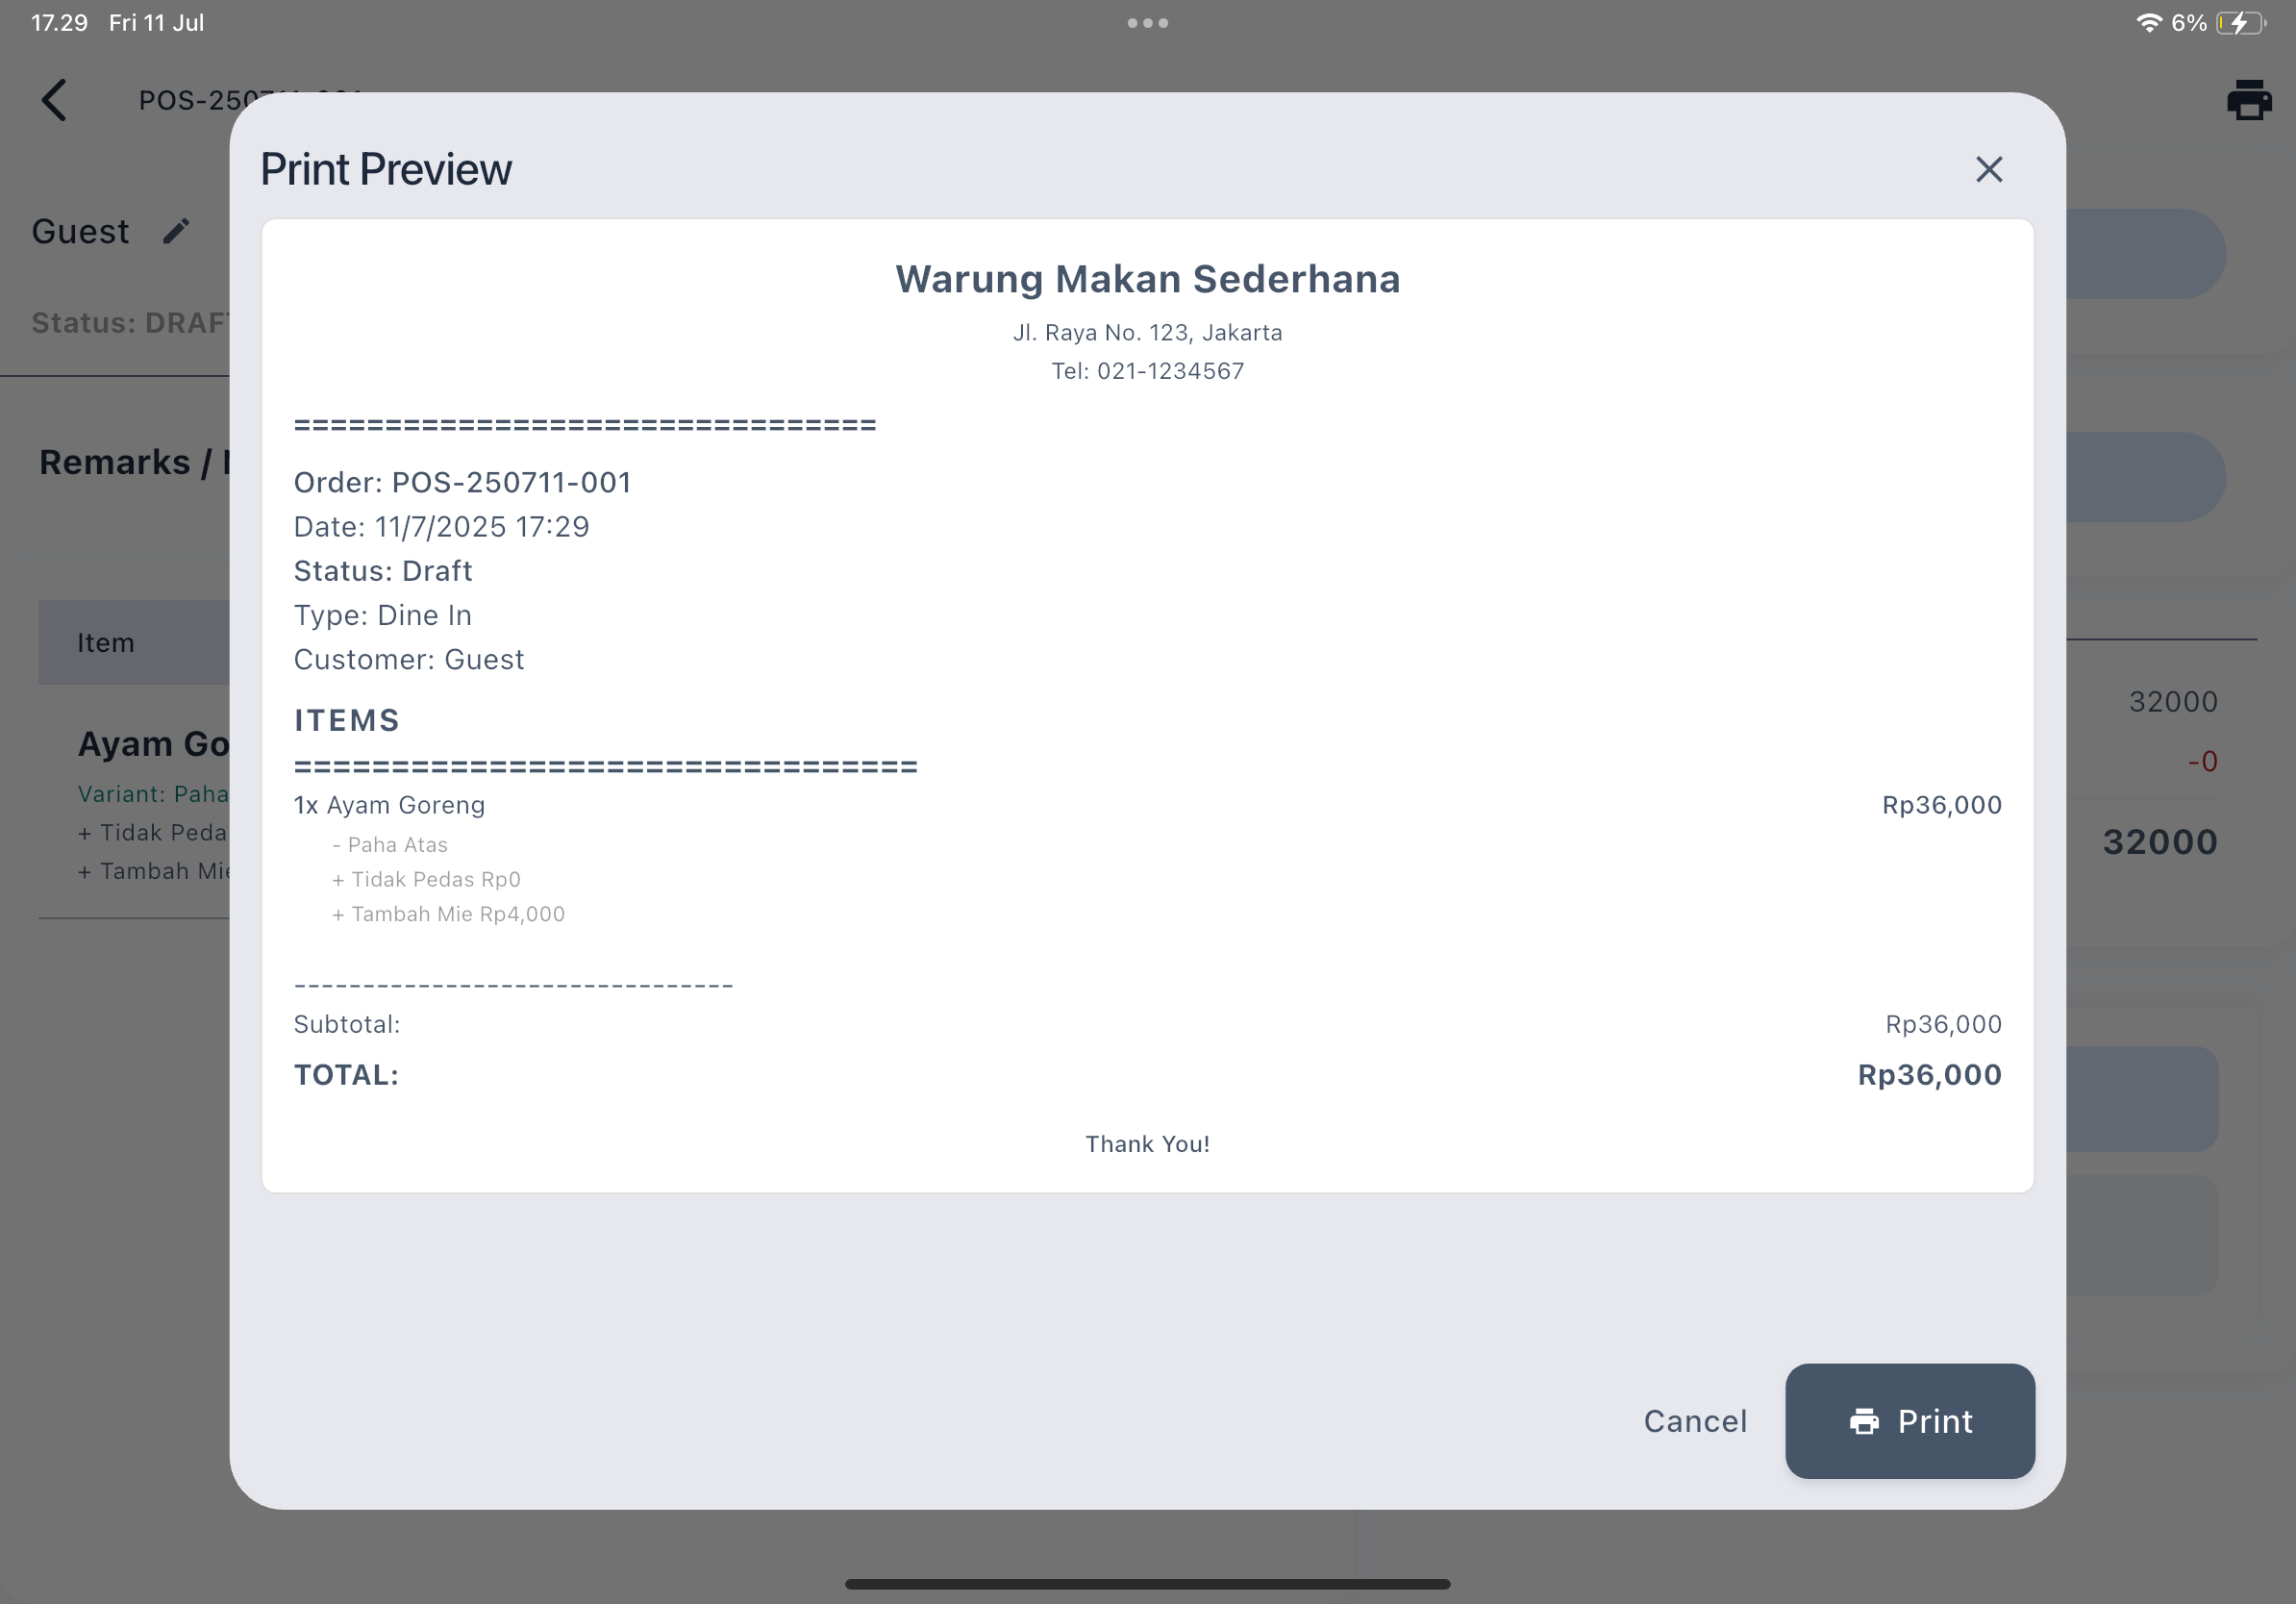 17.29 Fri 11 Jul
6%
POS-250711-001
Print Preview
Guest
Status: DRAF
Remarks /
Item
Ayam Go
Variant: Paha
+ Tidak Peda
+ Tambah Mie
32000
-0
32000
Warung Makan Sederhana
Jl. Raya No. 123, Jakarta
Tel: 021-1234567
================================
Order: POS-250711-001
Date: 11/7/2025 17:29
Status: Draft
Type: Dine In
Customer: Guest
ITEMS
================================
1x Ayam Goreng Rp36,000
- Paha Atas
+ Tidak Pedas Rp0
+ Tambah Mie Rp4,000
--------------------------------
Subtotal: Rp36,000
TOTAL: Rp36,000
Thank You!
Cancel Print